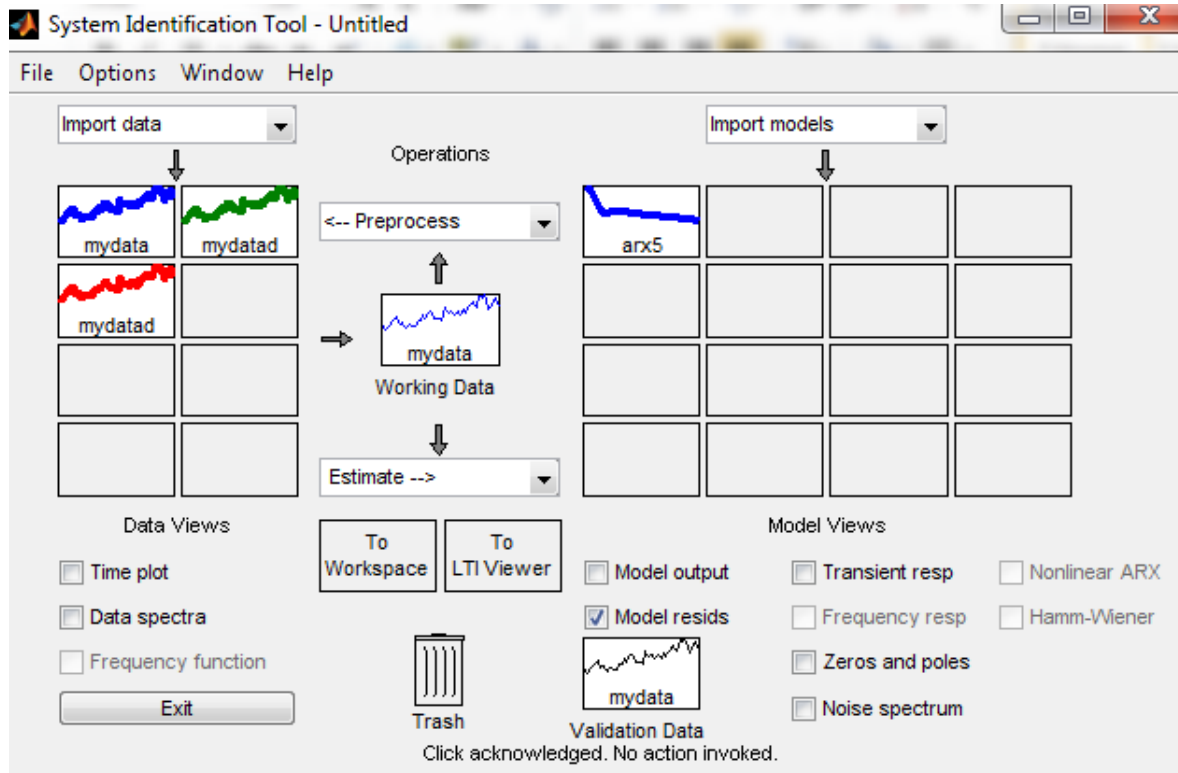 System Identification Tool - Untitled
File Options Window Help
Import data
Import models
Operations
mydata
mydatad
<-- Preprocess
arx5
mydatad
mydata
Working Data
Estimate -->
Data Views
Model Views
To
Workspace
To
LTI Viewer
Time plot
Model output
Transient resp
Nonlinear ARX
Data spectra
Model resids
Frequency resp
Hamm-Wiener
Frequency function
Zeros and poles
mydata
Exit
Noise spectrum
Trash
Validation Data
Click acknowledged. No action invoked.